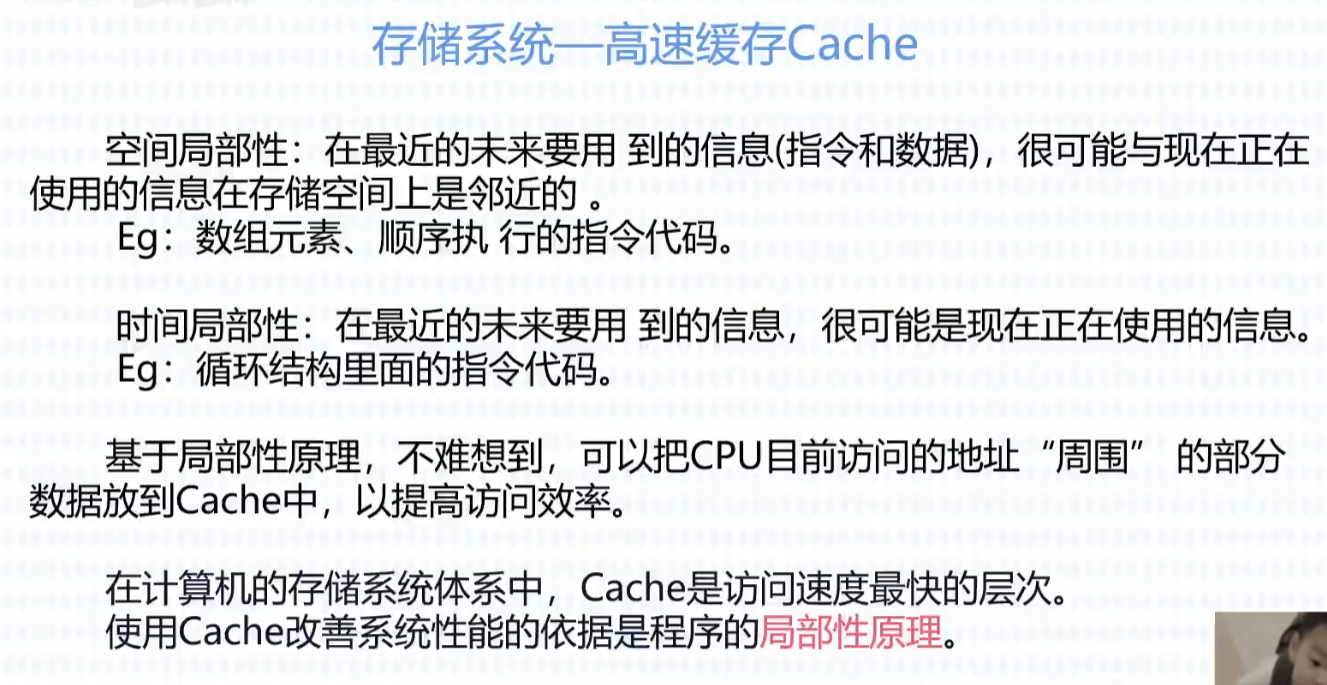 存储系统—高速缓存Cache
空间局部性：在最近的未来要用 到的信息(指令和数据)，很可能与现在正在
使用的信息在存储空间上是邻近的 。
Eg：数组元素、顺序执 行的指令代码。
时间局部性：在最近的未来要用 到的信息，很可能是现在正在使用的信息。
Eg：循环结构里面的指令代码。
基于局部性原理，不难想到，可以把CPU目前访问的地址“周围” 的部分
数据放到Cache中，以提高访问效率。
在计算机的存储系统体系中，Cache是访问速度最快的层次。
使用Cache改善系统性能的依据是程序的局部性原理。